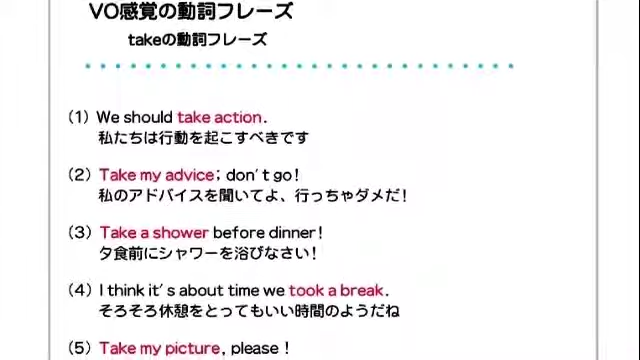 VO感覚の動詞フレーズ
takeの動詞フレーズ
(1) We should take action.
私たちは行動を起こすべきです
(2) Take my advice; don't go!
私のアドバイスを聞いてよ、行っちゃダメだ!
(3) Take a shower before dinner!
夕食前にシャワーを浴びなさい!
(4) I think it's about time we took a break.
そろそろ休憩をとってもいい時間のようだね
(5) Take my picture, please !